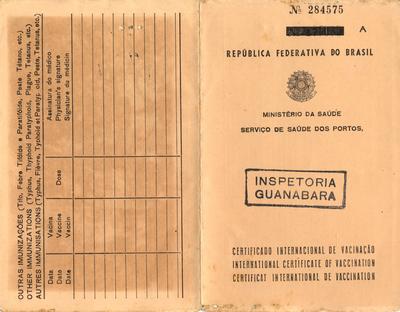 OUTRAS IMUNIZAÇÕES (Tifo, Febre Tifóide e Paratifóide, Peste Tétano, etc.)
OTHER IMMUNIZATIONS (Typhus, Thyphoid Paratyphoid, Plague, Tetanus, etc.)
AUTRES IMMUNISATIONS (Typhus, Fièvre, Typhoid et Paratyp. oid, Peste, Tetanus, etc.)
Data
Date
Date
Vacina
Vaccine
Vaccin
Dose
Assinatura do médico
Physician's signature
Signature du médicin
Nº 284575
A
REPÚBLICA FEDERATIVA DO BRASIL
MINISTÉRIO DA SAÚDE
SERVIÇO DE SAÚDE DOS PORTOS,
INSPETORIA
GUANABARA
CERTIFICADO INTERNACIONAL DE VACINAÇÃO
INTERNATIONAL CERTIFICATE OF VACCINATION
CERTIFICAT INTERNATIONAL DE VACCINATION